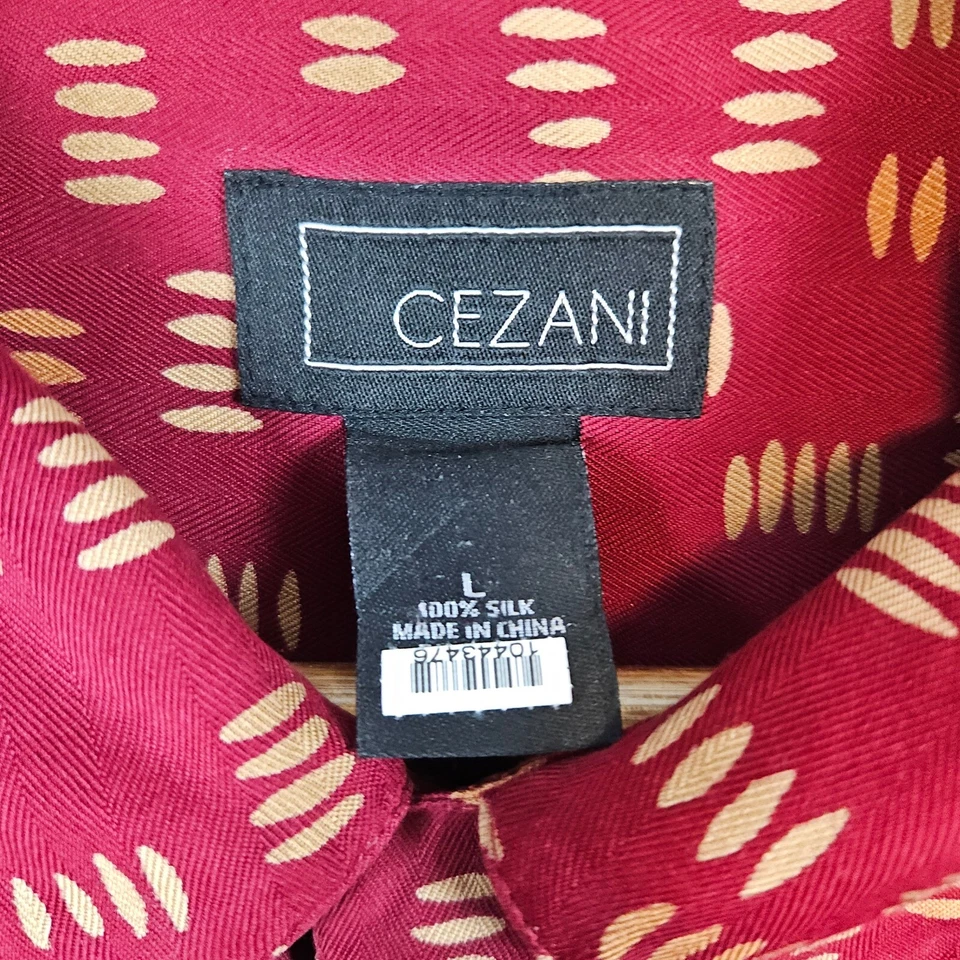 CEZANI
L
100% SILK
MADE IN CHINA
10443476